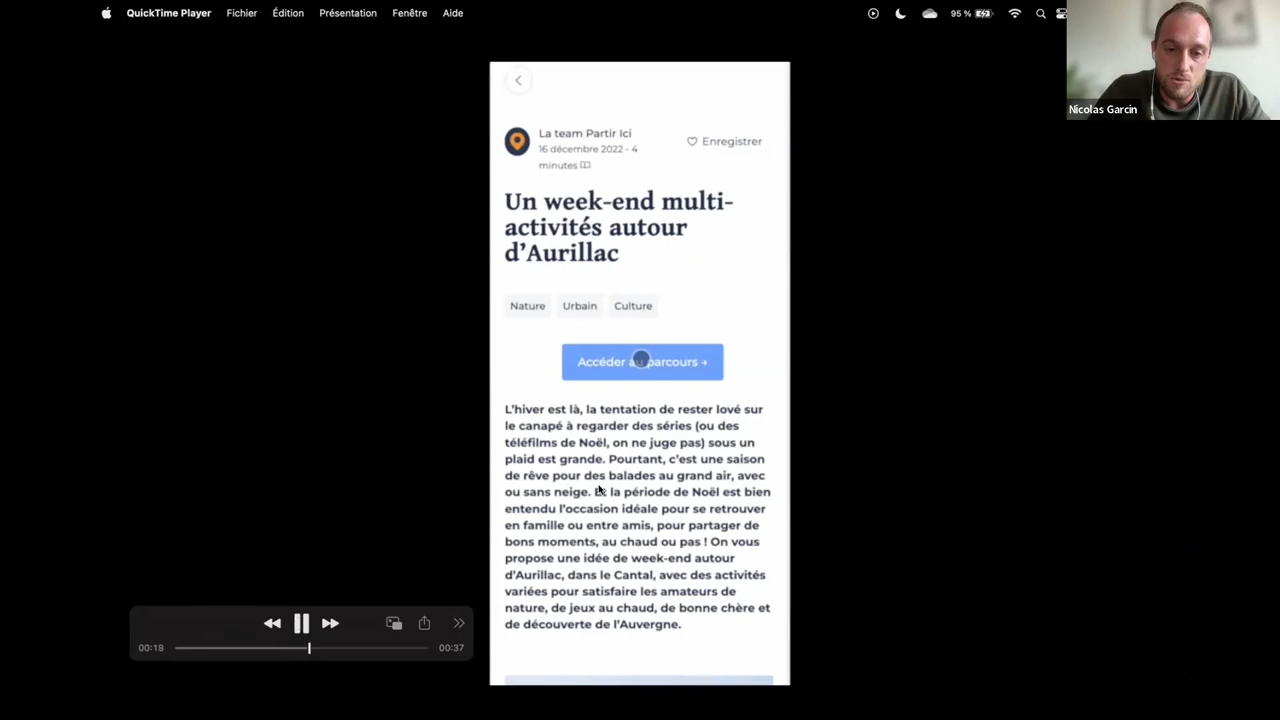 QuickTime Player Fichier Édition Présentation Fenêtre Aide
95 %
Nicolas Garcin
La team Partir Ici
16 décembre 2022 - 4
minutes
Enregistrer
Un week-end multi-
activités autour
d’Aurillac
Nature Urbain Culture
Accéder au parcours →
L’hiver est là, la tentation de rester lové sur
le canapé à regarder des séries (ou des
téléfilms de Noël, on ne juge pas) sous un
plaid est grande. Pourtant, c’est une saison
de rêve pour des balades au grand air, avec
ou sans neige. Et la période de Noël est bien
entendu l’occasion idéale pour se retrouver
en famille ou entre amis, pour partager de
bons moments, au chaud ou pas ! On vous
propose une idée de week-end autour
d’Aurillac, dans le Cantal, avec des activités
variées pour satisfaire les amateurs de
nature, de jeux au chaud, de bonne chère et
de découverte de l’Auvergne.
00:18
00:37